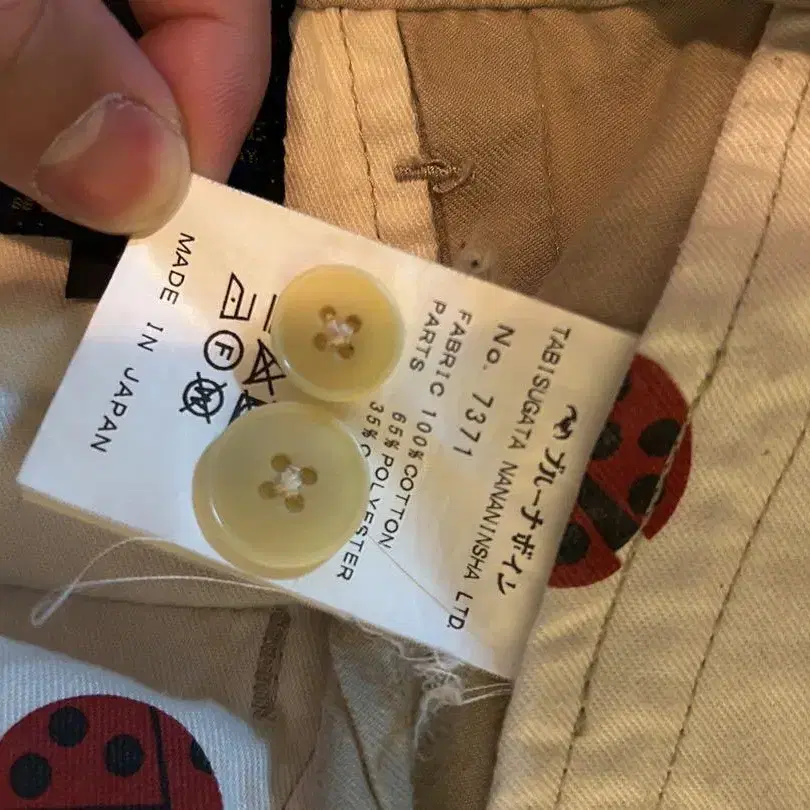 ブルーナボイン
TABISUGATA NANANINSHA LTD.
No. 7371
FABRIC 100%COTTON
PARTS 65%POLYESTER
35%C
F
MADE IN JAPAN